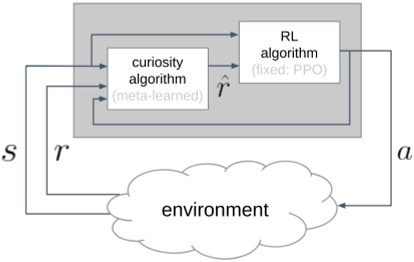 RL
algorithm
(fixed: PPO)
curiosity
algorithm
(meta-learned)
r̂
s
r
a
environment